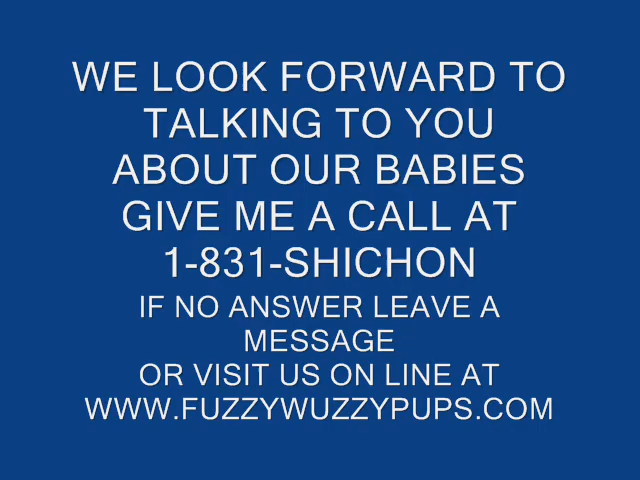 WE LOOK FORWARD TO
TALKING TO YOU
ABOUT OUR BABIES
GIVE ME A CALL AT
1-831-SHICHON
IF NO ANSWER LEAVE A
MESSAGE
OR VISIT US ON LINE AT
WWW.FUZZYWUZZYPUPS.COM